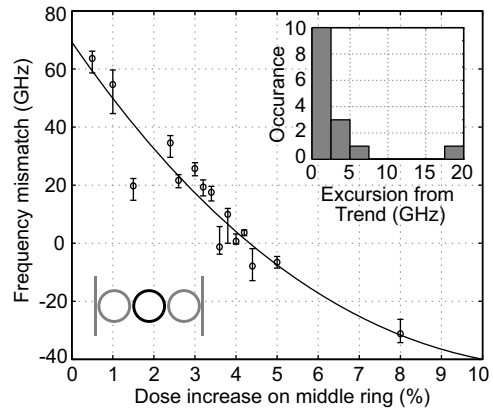 80
60
40
20
0
-20
-40
Frequency mismatch (GHz)
0 1 2 3 4 5 6 7 8 9 10
Dose increase on middle ring (%)
10
8
6
4
2
0
Occurance
0 5 10 15 20
Excursion from
Trend (GHz)